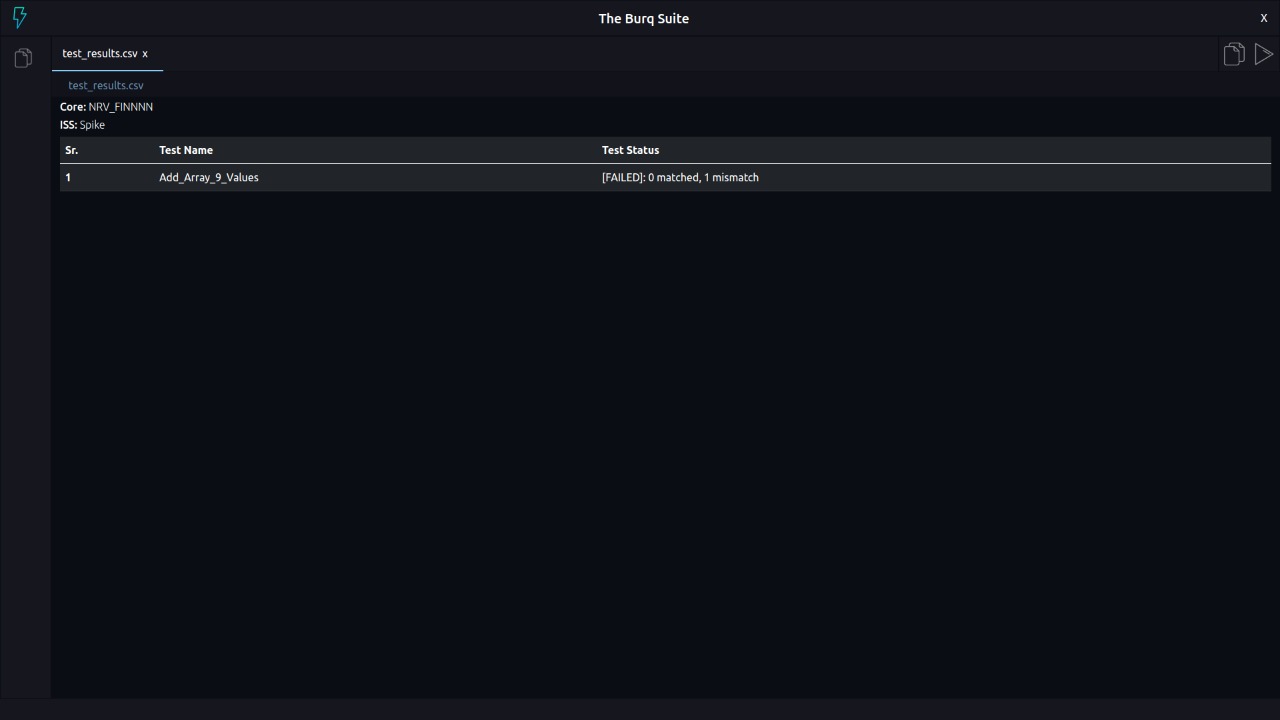 The Burq Suite X
test_results.csv x
test_results.csv
Core: NRV_FINNNN
ISS: Spike
Sr. Test Name Test Status
1 Add_Array_9_Values [FAILED]: 0 matched, 1 mismatch